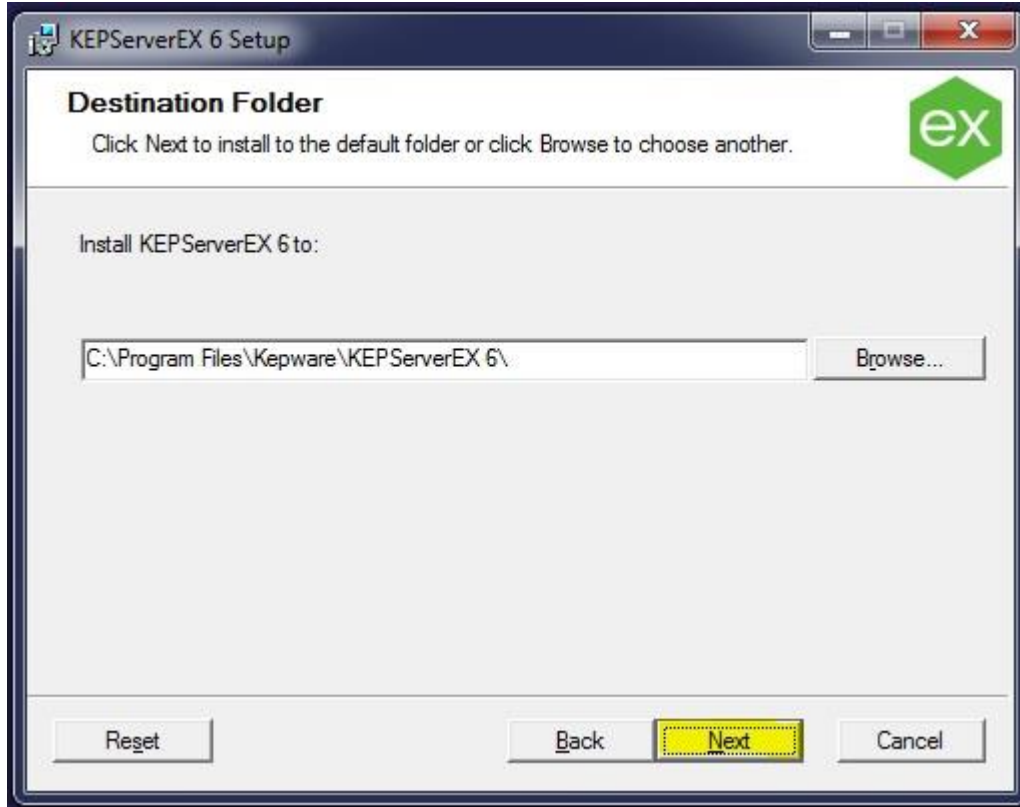 KEPServerEX 6 Setup
Destination Folder
Click Next to install to the default folder or click Browse to choose another.
ex
Install KEPServerEX 6 to:
C:\Program Files\Kepware\KEPServerEX 6\
Browse...
Reset
Back
Next
Cancel